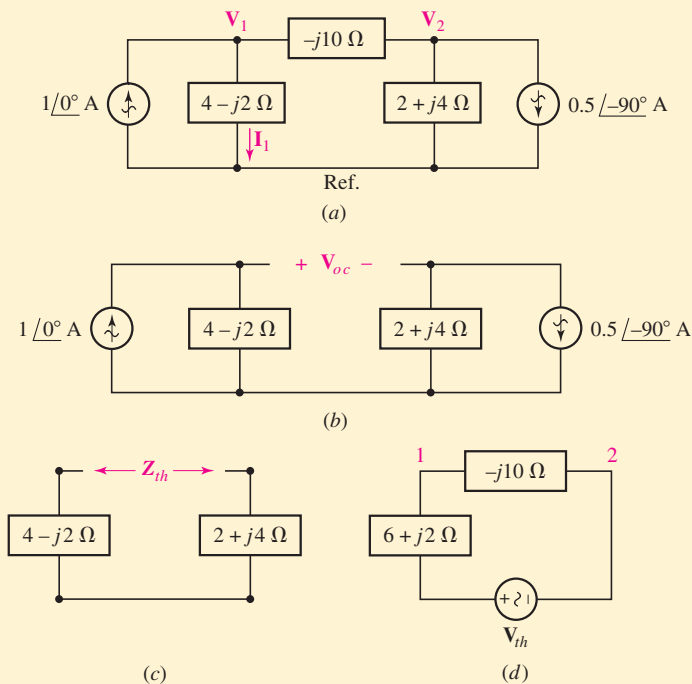 V₁ −j10 Ω V₂
1/0° A 4 – j2 Ω 2 + j4 Ω 0.5 /–90° A
I₁
Ref.
(a)
+ Vₒc –
1 /0° A 4 – j2 Ω 2 + j4 Ω 0.5 /–90° A
(b)
Zₜₕ
4 – j2 Ω 2 + j4 Ω
(c)
1 −j10 Ω 2
6 + j2 Ω
+ –
Vₜₕ
(d)